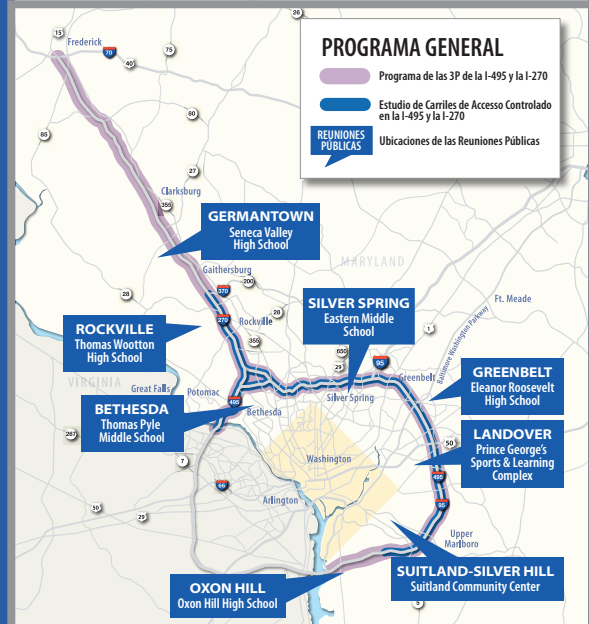 PROGRAMA GENERAL
Programa de las 3P de la I-495 y la I-270
Estudio de Carriles de Accesso Controlado
en la I-495 y la I-270
REUNIONES
PÚBLICAS
Ubicaciones de las Reuniones Públicas
26
15
Frederick
70
75
40
80
85
27
Clarksburg
355
GERMANTOWN
Seneca Valley
High School
MARYLAND
Gaithersburg
200
370
28
28
270
Rockville
355
ROCKVILLE
Thomas Wootton
High School
SILVER SPRING
Eastern Middle
School
Ft. Meade
1
Baltimore Washington Parkway
650
29
95
Greenbelt
VIRGINIA
Great Falls
Potomac
495
Silver Spring
GREENBELT
Eleanor Roosevelt
High School
BETHESDA
Thomas Pyle
Middle School
Bethesda
267
7
50
LANDOVER
Prince George's
Sports & Learning
Complex
Washington
495
66
Arlington
50
29
95
Upper
Marlboro
SUITLAND-SILVER HILL
Suitland Community Center
OXON HILL
Oxon Hill High School
5